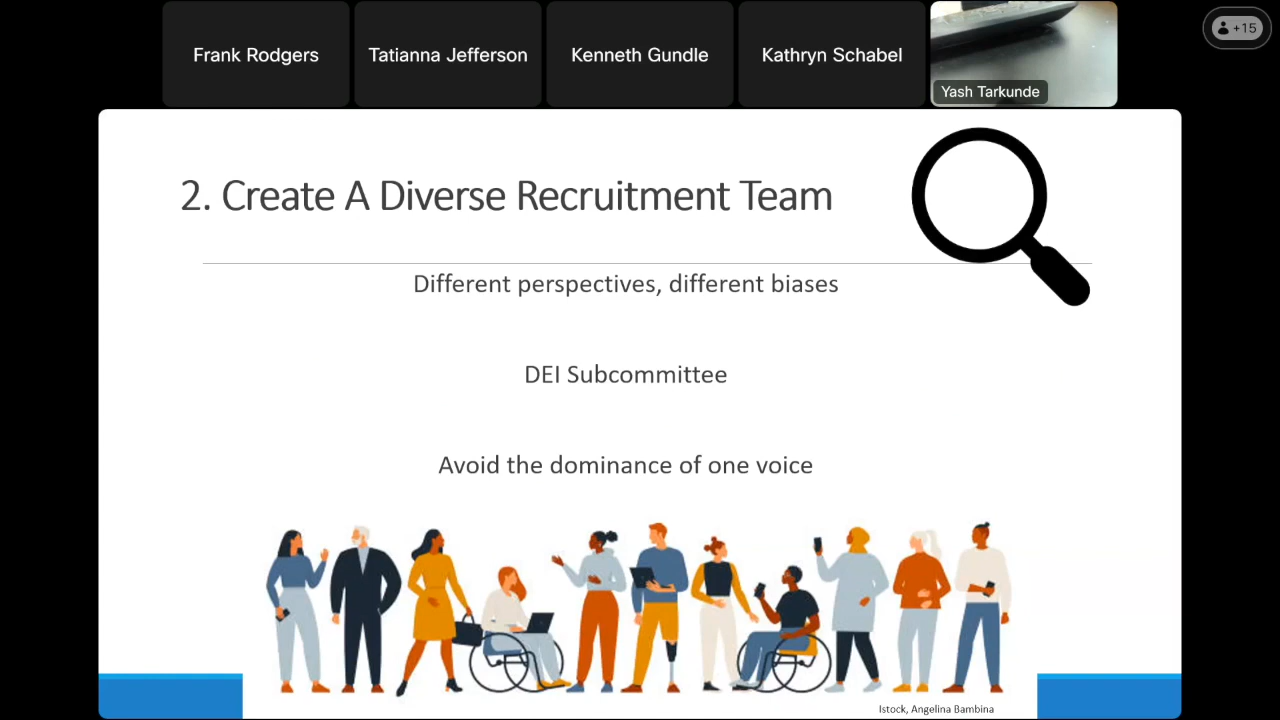 Frank Rodgers
Tatianna Jefferson
Kenneth Gundle
Kathryn Schabel
Yash Tarkunde
+15
2. Create A Diverse Recruitment Team
Different perspectives, different biases
DEI Subcommittee
Avoid the dominance of one voice
Istock, Angelina Bambina